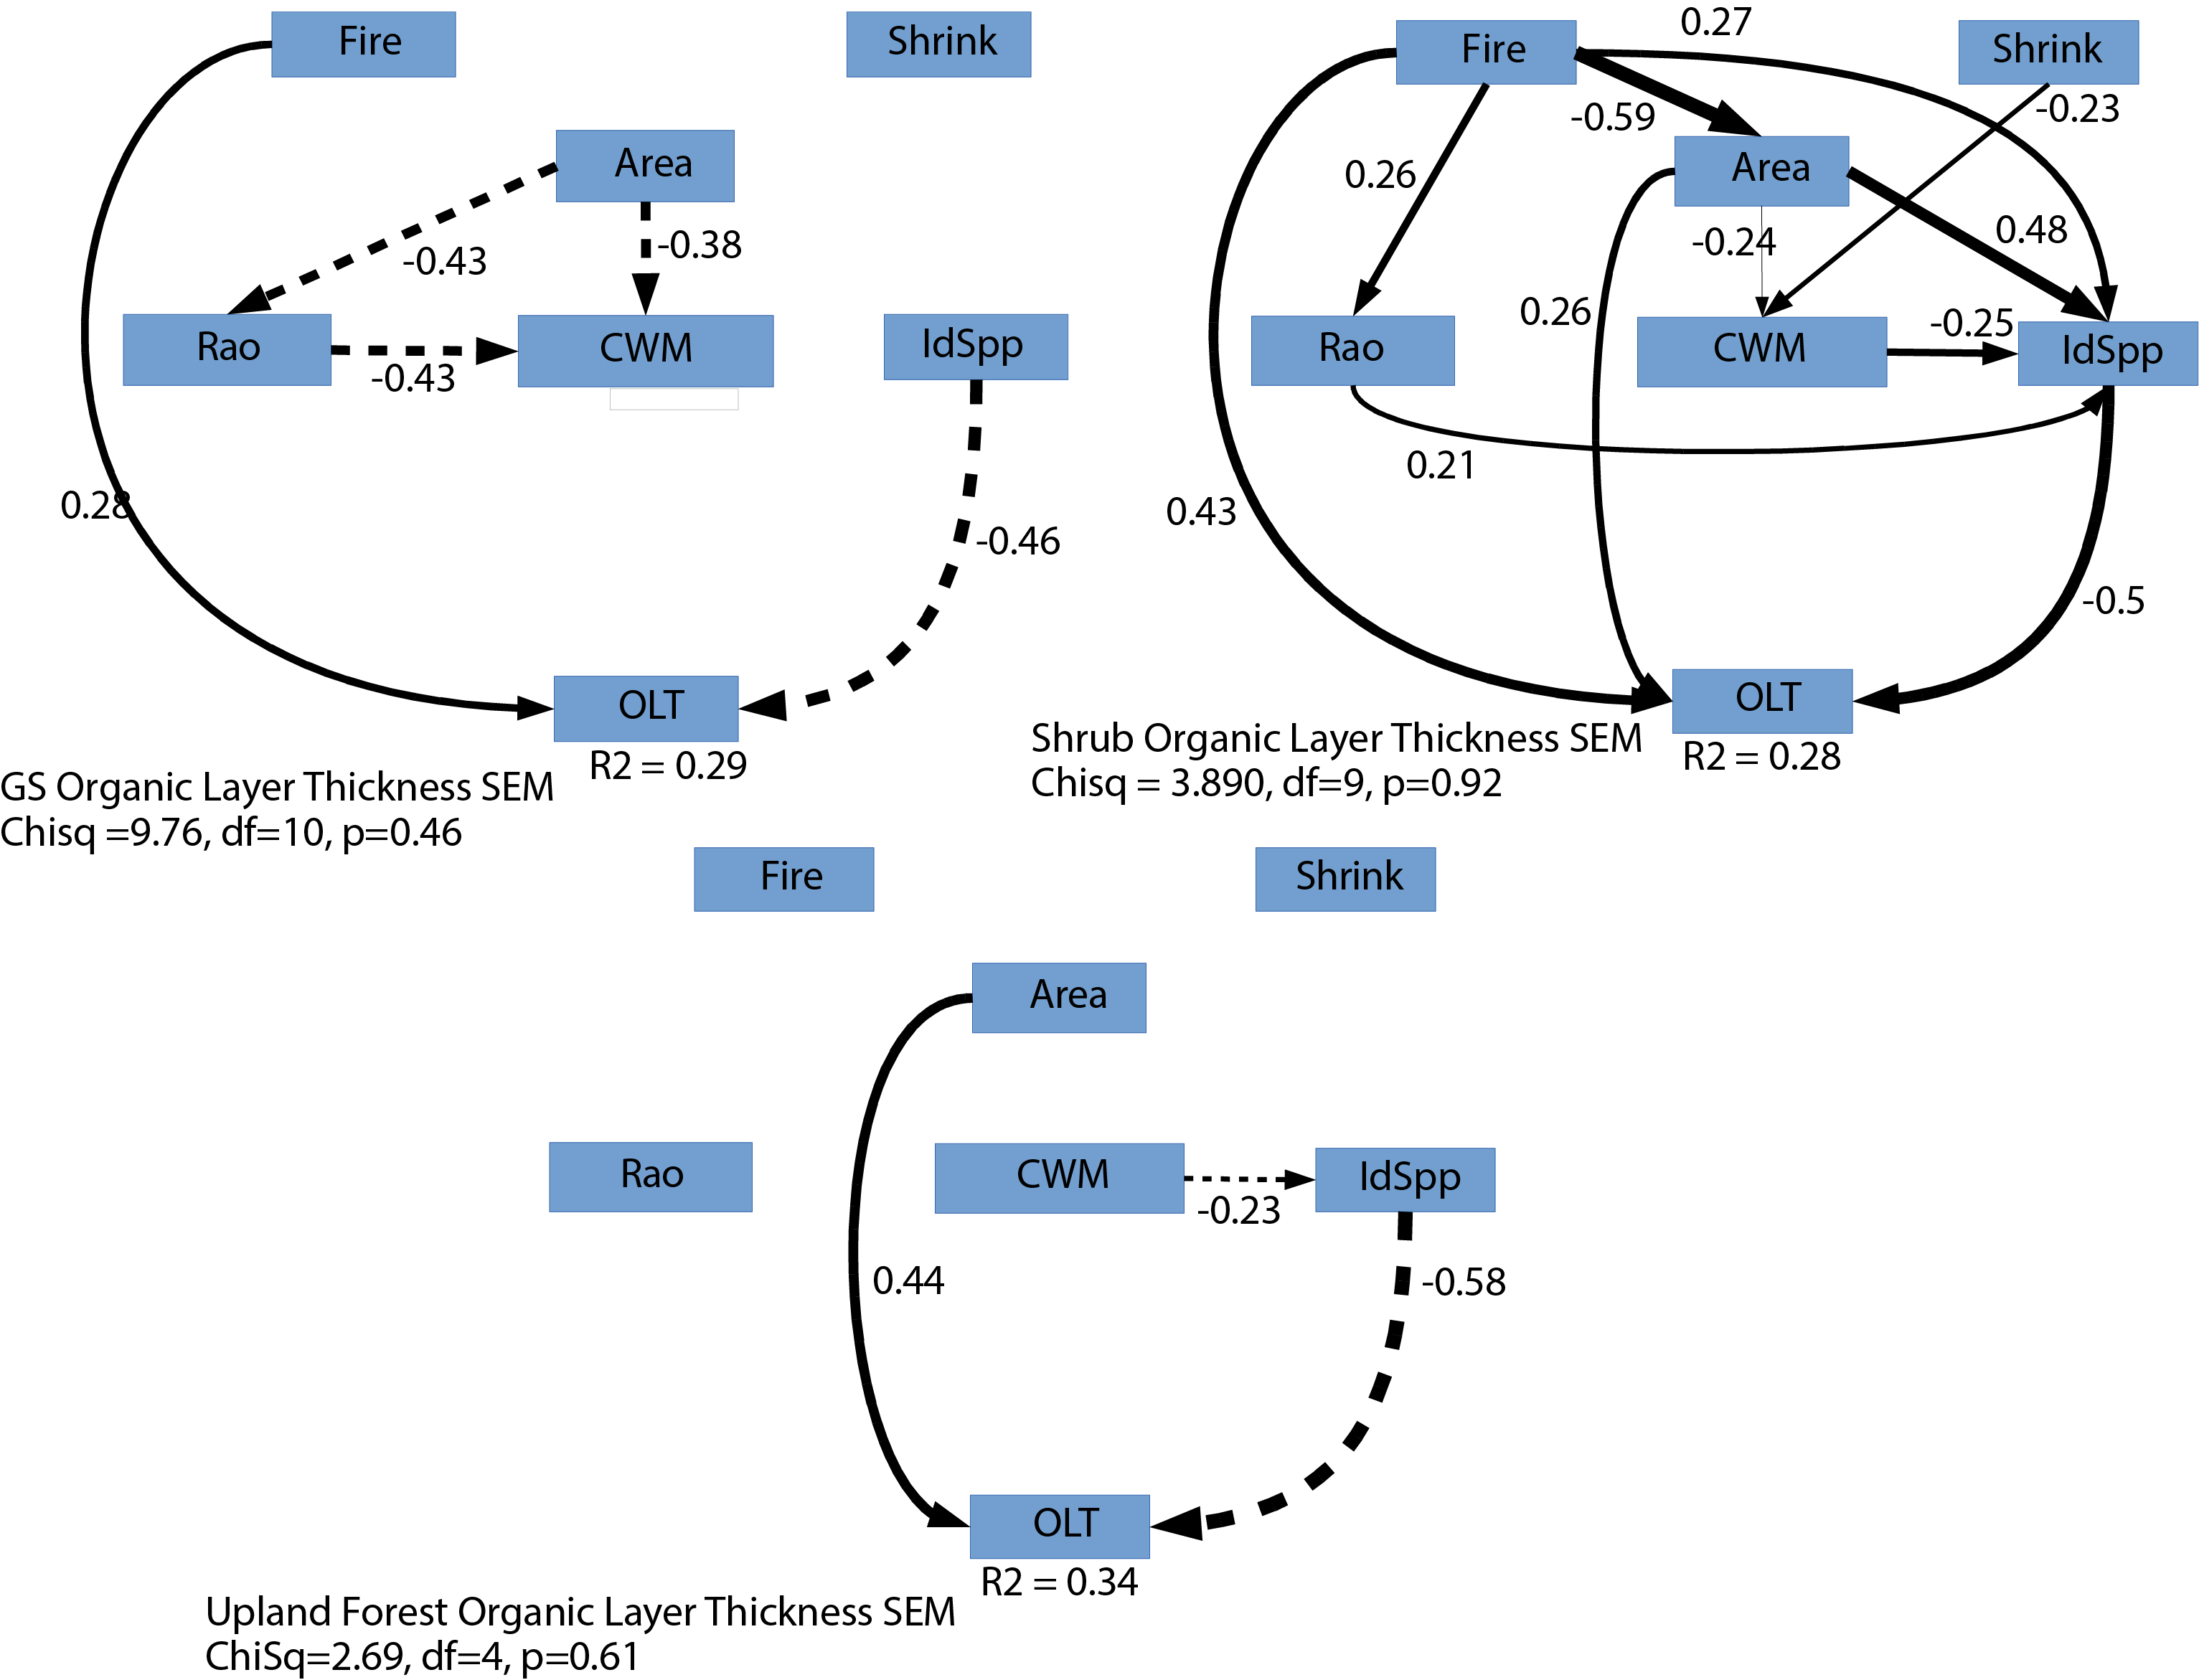 Fire
Shrink
Area
-0.43
-0.38
Rao
-0.43
CWM
IdSpp
0.28
-0.46
OLT
R2 = 0.29
GS Organic Layer Thickness SEM
Chisq =9.76, df=10, p=0.46
Fire
0.27
Shrink
-0.59
-0.23
0.26
Area
-0.24
0.48
0.26
Rao
CWM
-0.25
IdSpp
0.21
0.43
-0.5
OLT
R2 = 0.28
Shrub Organic Layer Thickness SEM
Chisq = 3.890, df=9, p=0.92
Fire
Shrink
Area
Rao
CWM
-0.23
IdSpp
0.44
-0.58
OLT
R2 = 0.34
Upland Forest Organic Layer Thickness SEM
ChiSq=2.69, df=4, p=0.61